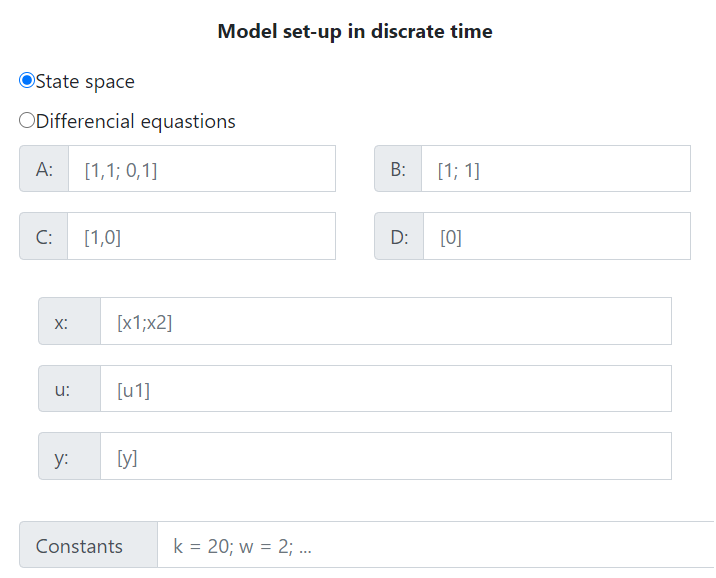 Model set-up in discrate time
State space
Differencial equastions
A: [1,1; 0,1] B: [1; 1]
C: [1,0] D: [0]
x: [x1;x2]
u: [u1]
y: [y]
Constants k = 20; w = 2; ...